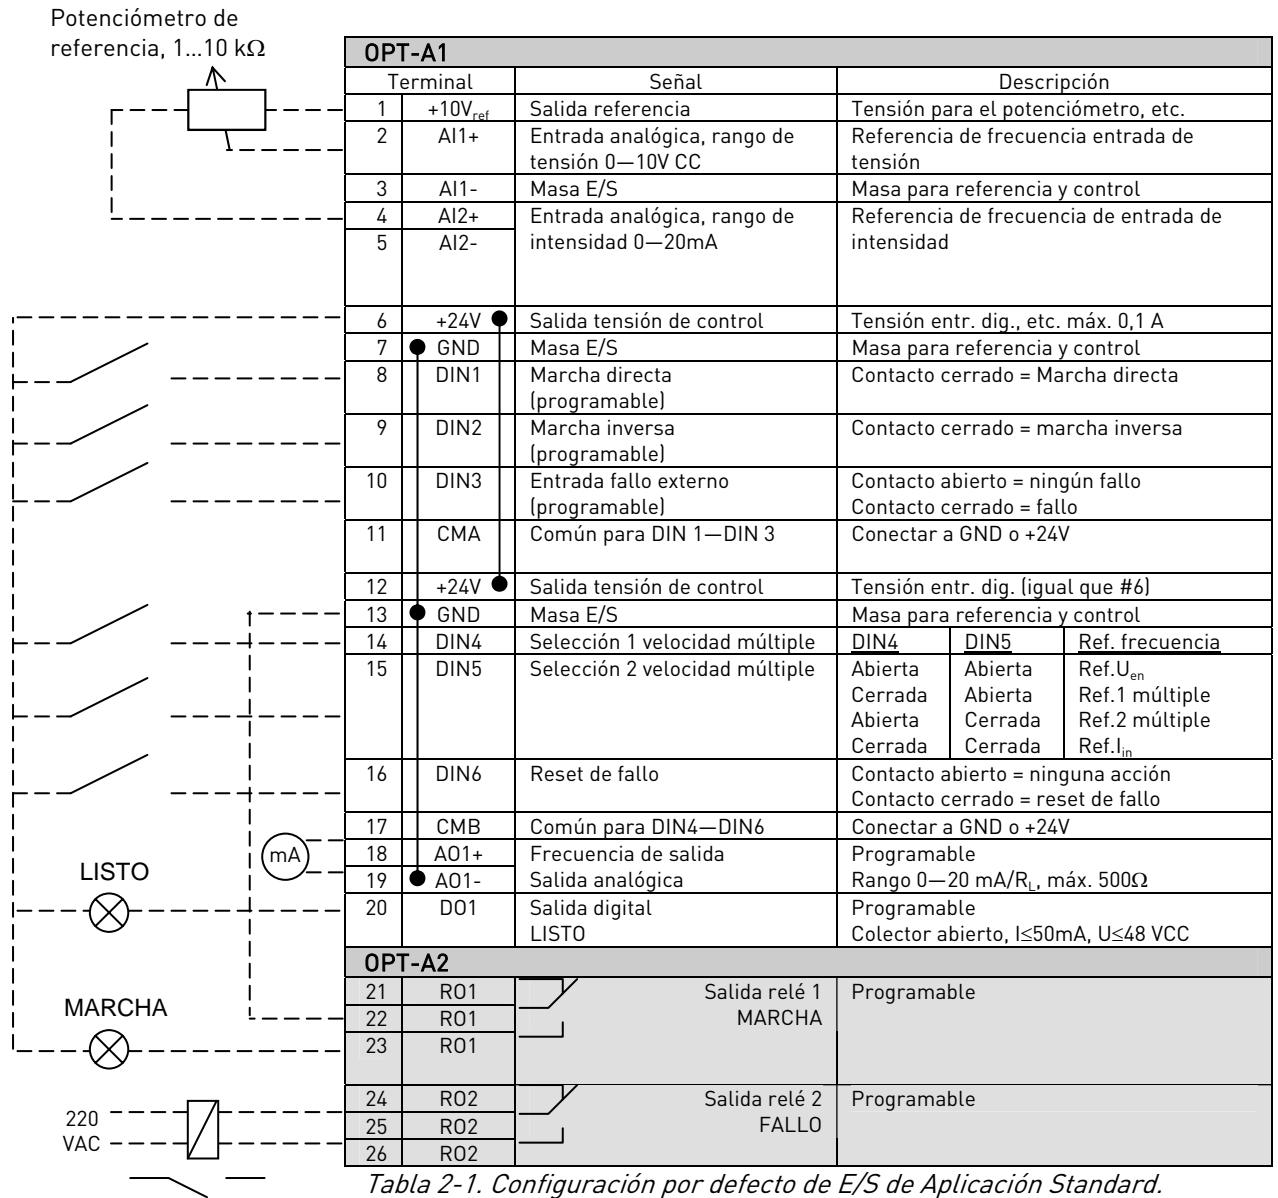 Potenciómetro de
referencia, 1...10 kΩ
OPT-A1
Terminal Señal Descripción
1 +10Vref Salida referencia Tensión para el potenciómetro, etc.
2 AI1+ Entrada analógica, rango de Referencia de frecuencia entrada de
tensión 0—10V CC tensión
3 AI1- Masa E/S Masa para referencia y control
4 AI2+ Entrada analógica, rango de Referencia de frecuencia de entrada de
5 AI2- intensidad 0—20mA intensidad
6 +24V Salida tensión de control Tensión entr. dig., etc. máx. 0,1 A
7 GND Masa E/S Masa para referencia y control
8 DIN1 Marcha directa Contacto cerrado = Marcha directa
(programable)
9 DIN2 Marcha inversa Contacto cerrado = marcha inversa
(programable)
10 DIN3 Entrada fallo externo Contacto abierto = ningún fallo
(programable) Contacto cerrado = fallo
11 CMA Común para DIN 1—DIN 3 Conectar a GND o +24V
12 +24V Salida tensión de control Tensión entr. dig. (igual que #6)
13 GND Masa E/S Masa para referencia y control
14 DIN4 Selección 1 velocidad múltiple DIN4 DIN5 Ref. frecuencia
15 DIN5 Selección 2 velocidad múltiple Abierta Abierta Ref.Uen
Cerrada Abierta Ref.1 múltiple
Abierta Cerrada Ref.2 múltiple
Cerrada Cerrada Ref.Iin
16 DIN6 Reset de fallo Contacto abierto = ninguna acción
Contacto cerrado = reset de fallo
17 CMB Común para DIN4—DIN6 Conectar a GND o +24V
mA
18 AO1+ Frecuencia de salida Programable
LISTO
19 AO1- Salida analógica Rango 0—20 mA/RL, máx. 500Ω
20 DO1 Salida digital Programable
LISTO Colector abierto, I≤50mA, U≤48 VCC
OPT-A2
21 RO1 Salida relé 1 Programable
MARCHA
22 RO1 MARCHA
23 RO1
24 RO2 Salida relé 2 Programable
220
25 RO2 FALLO
VAC
26 RO2
Tabla 2-1. Configuración por defecto de E/S de Aplicación Standard.